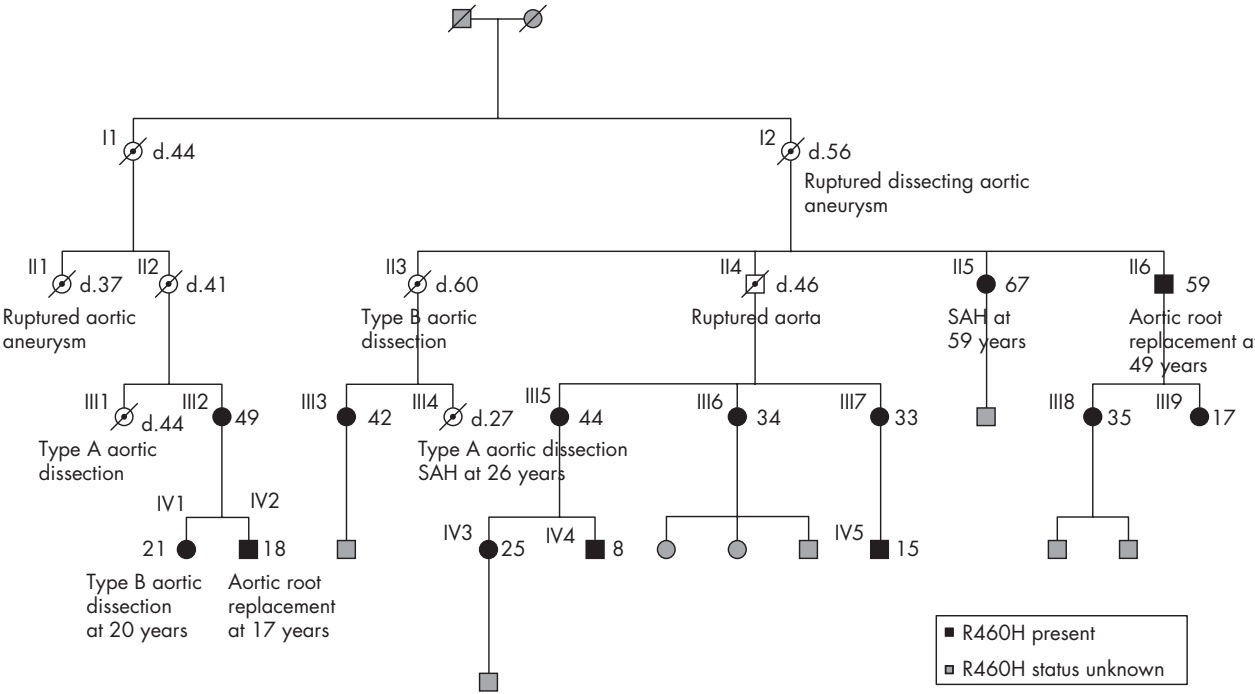 I1
d.44
I2
d.56
Ruptured dissecting aortic
aneurysm
II1
d.37
Ruptured aortic
aneurysm
II2
d.41
II3
d.60
Type B aortic
dissection
II4
d.46
Ruptured aorta
II5
67
SAH at
59 years
II6
59
Aortic root
replacement a
49 years
III1
d.44
Type A aortic
dissection
III2
49
III3
42
III4
d.27
Type A aortic dissection
SAH at 26 years
III5
44
III6
34
III7
33
III8
35
III9
17
IV1
21
Type B aortic
dissection
at 20 years
IV2
18
Aortic root
replacement
at 17 years
IV3
25
IV4
8
IV5
15
R460H present
R460H status unknown